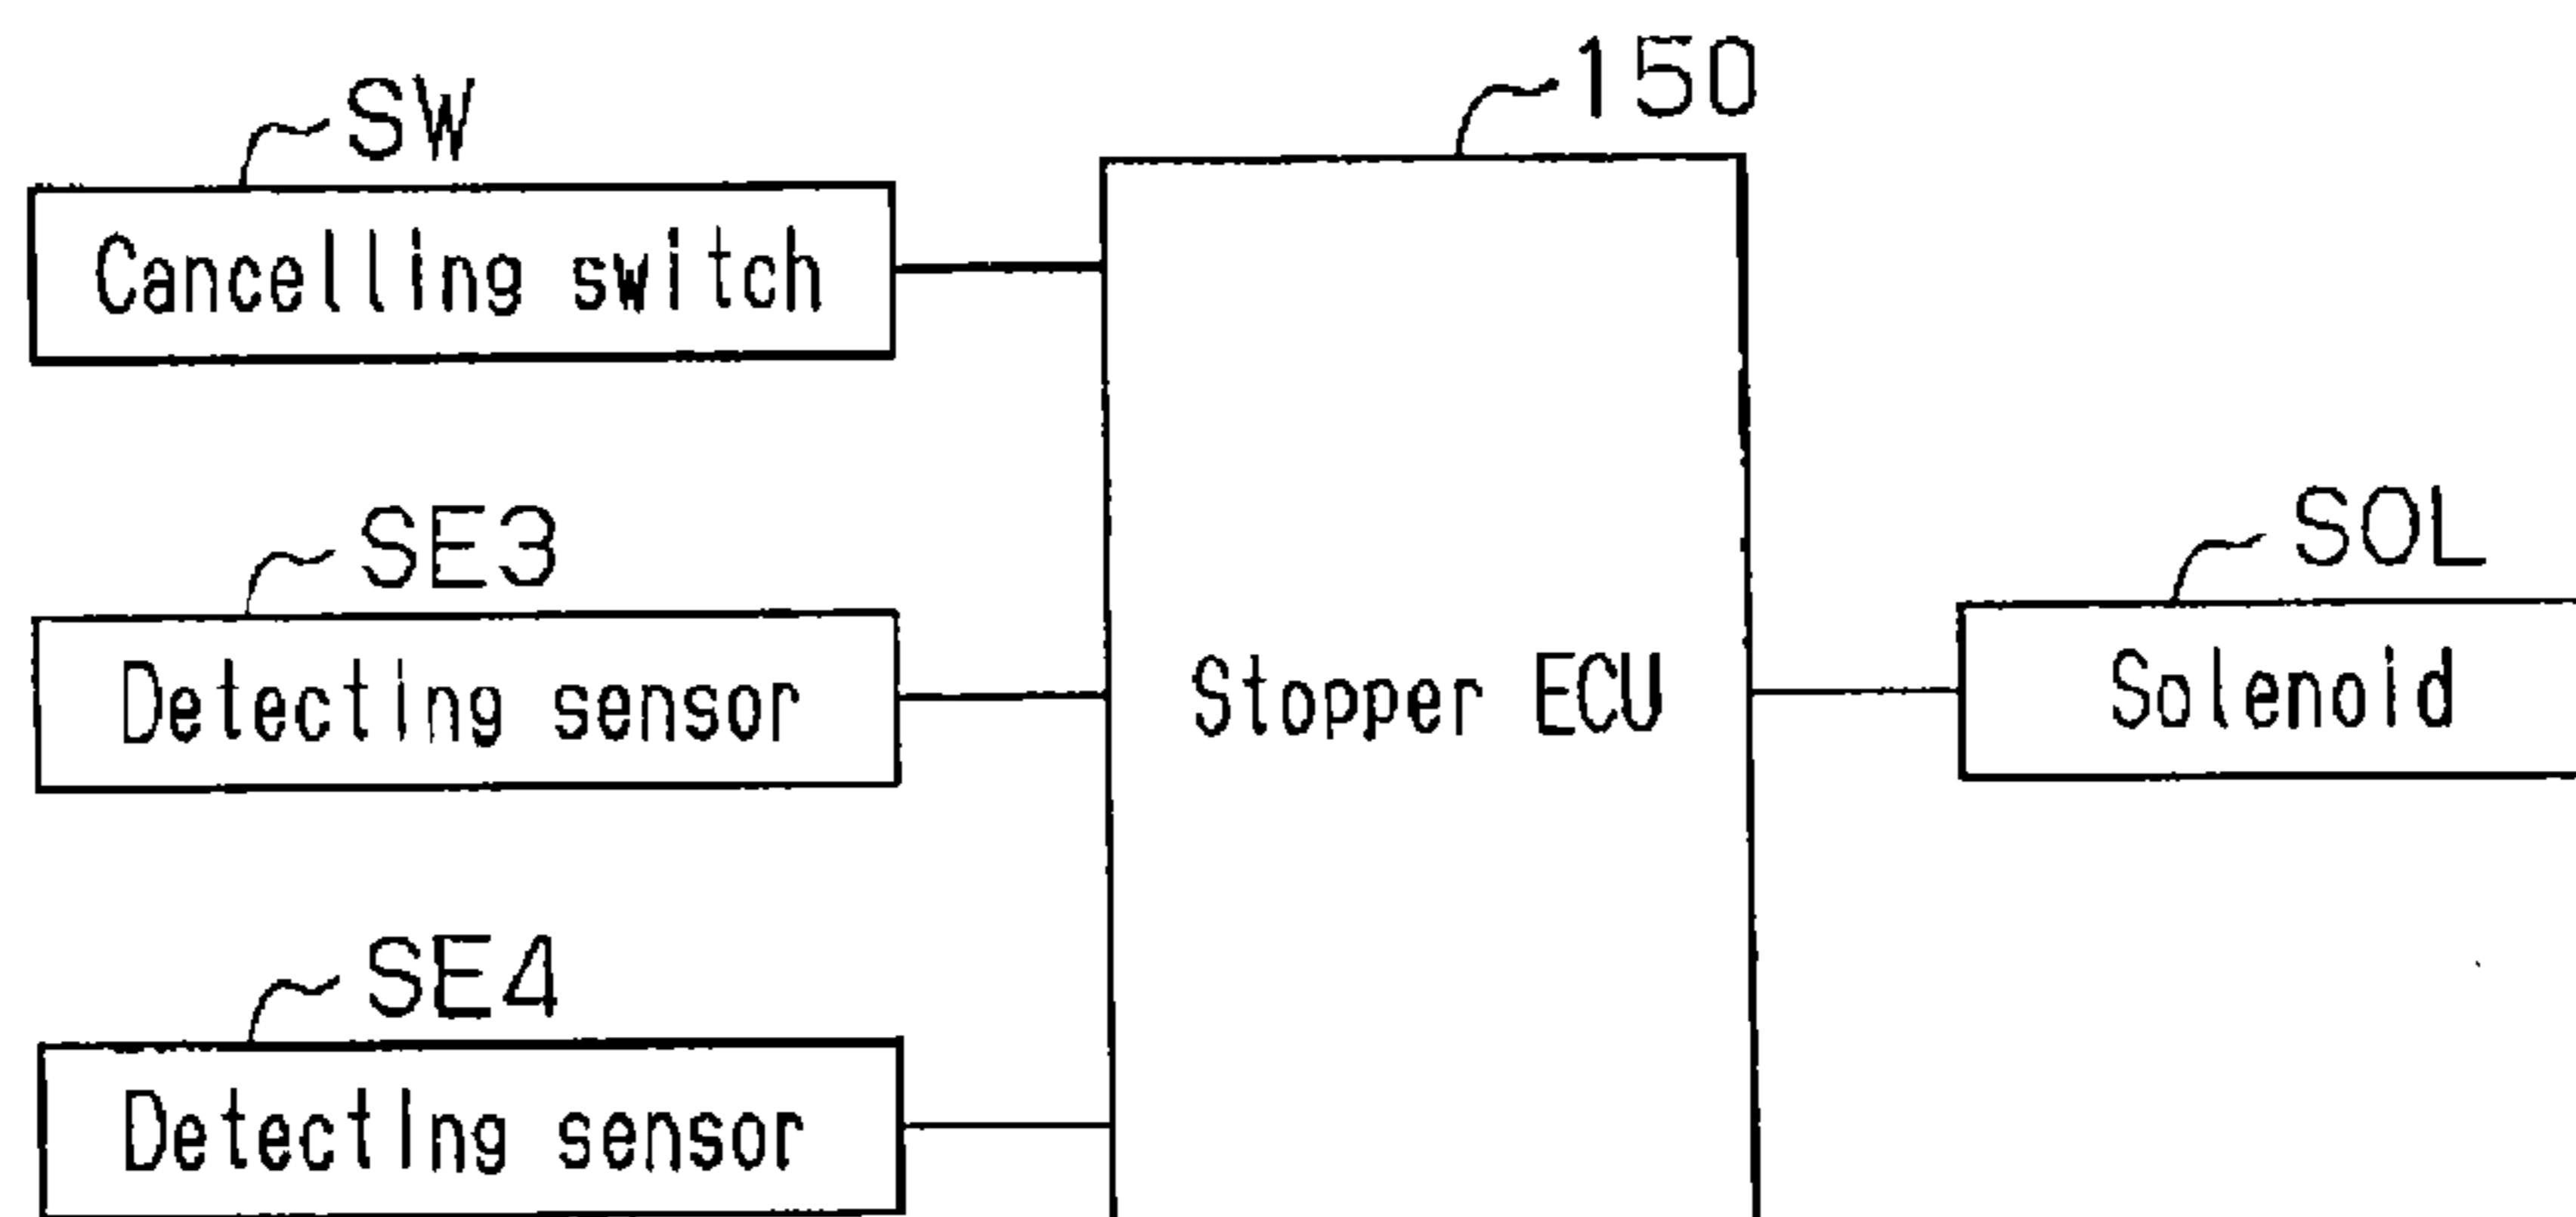 150
SW
Cancelling switch
SE3
SOL
Detecting sensor
Stopper ECU
Solenoid
SE4
Detecting sensor